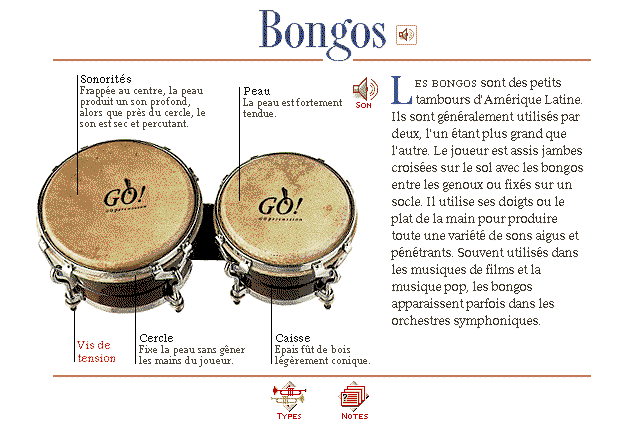 Bongos
Sonorités
Frappée au centre, la peau
produit un son profond,
alors que près du cercle, le
son est sec et percutant.
Peau
La peau est fortement
tendue.
Son
LES BONGOS sont des petits
tambours d'Amérique Latine.
Ils sont généralement utilisés par
deux, l'un étant plus grand que
l'autre. Le joueur est assis jambes
croisées sur le sol avec les bongos
entre les genoux ou fixés sur un
socle. Il utilise ses doigts ou le
plat de la main pour produire
toute une variété de sons aigus et
pénétrants. Souvent utilisés dans
les musiques de films et la
musique pop, les bongos
apparaissent parfois dans les
orchestres symphoniques.
GO!
GO percussion
GO!
GO percussion
Vis de
tension
Cercle
Fixe la peau sans gêner
les mains du joueur.
Caisse
Epais fût de bois
légèrement conique.
Types
Notes